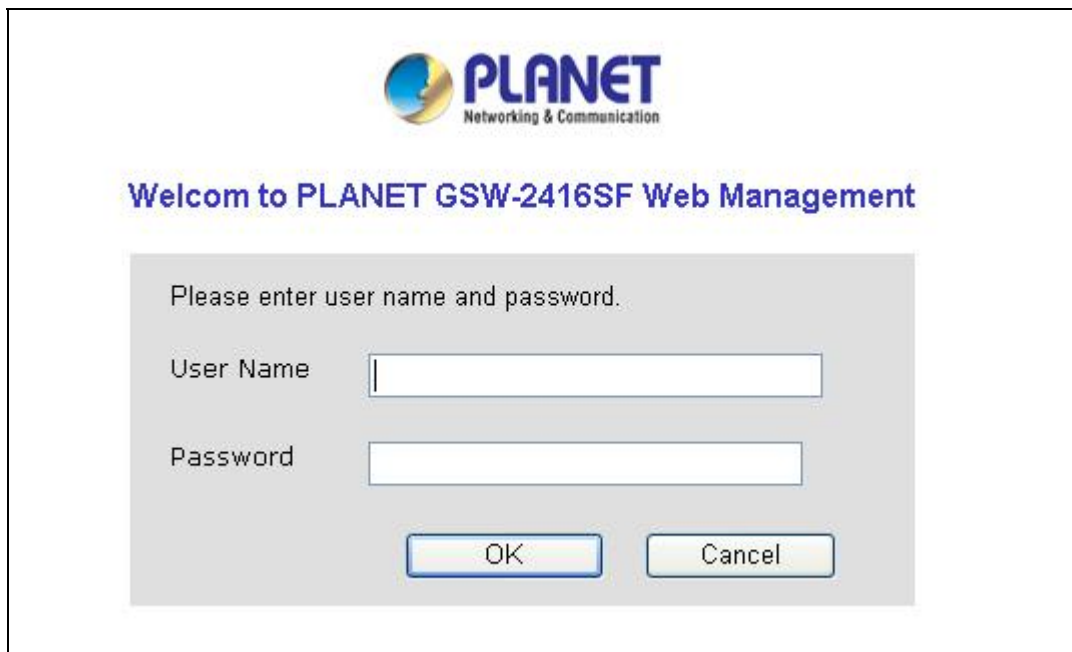 PLANET
Networking & Communication
Welcom to PLANET GSW-2416SF Web Management
Please enter user name and password.
User Name
Password
OK
Cancel